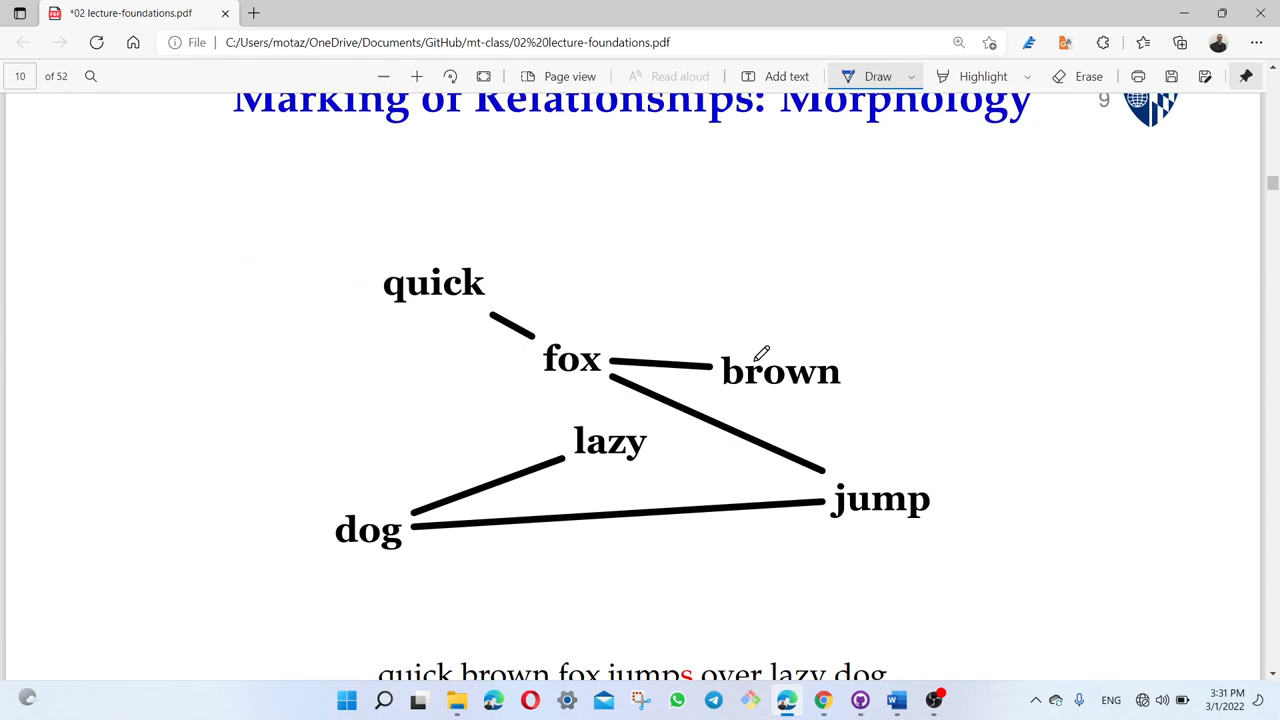 *02 lecture-foundations.pdf
File C:/Users/motaz/OneDrive/Documents/GitHub/mt-class/02%20lecture-foundations.pdf
10 of 52 Page view Read aloud Add text Draw Highlight Erase
Marking of Relationships: Morphology 9
quick
fox
brown
lazy
jump
dog
quick brown fox jumps over lazy dog
ENG 3:31 PM
3/1/2022